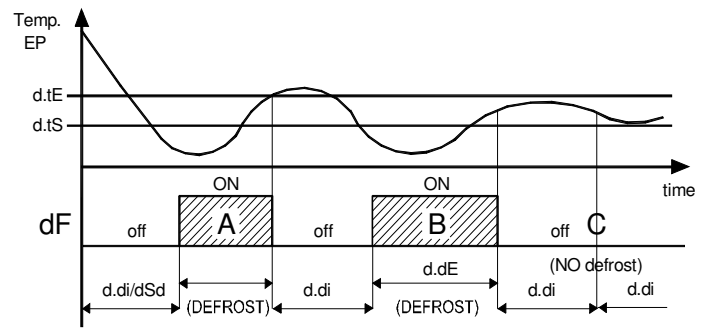 Temp.
EP
d.tE
d.tS
time
ON ON
dF off A off B off C
d.dE (NO defrost)
d.di/dSd (DEFROST) d.di (DEFROST) d.di d.di